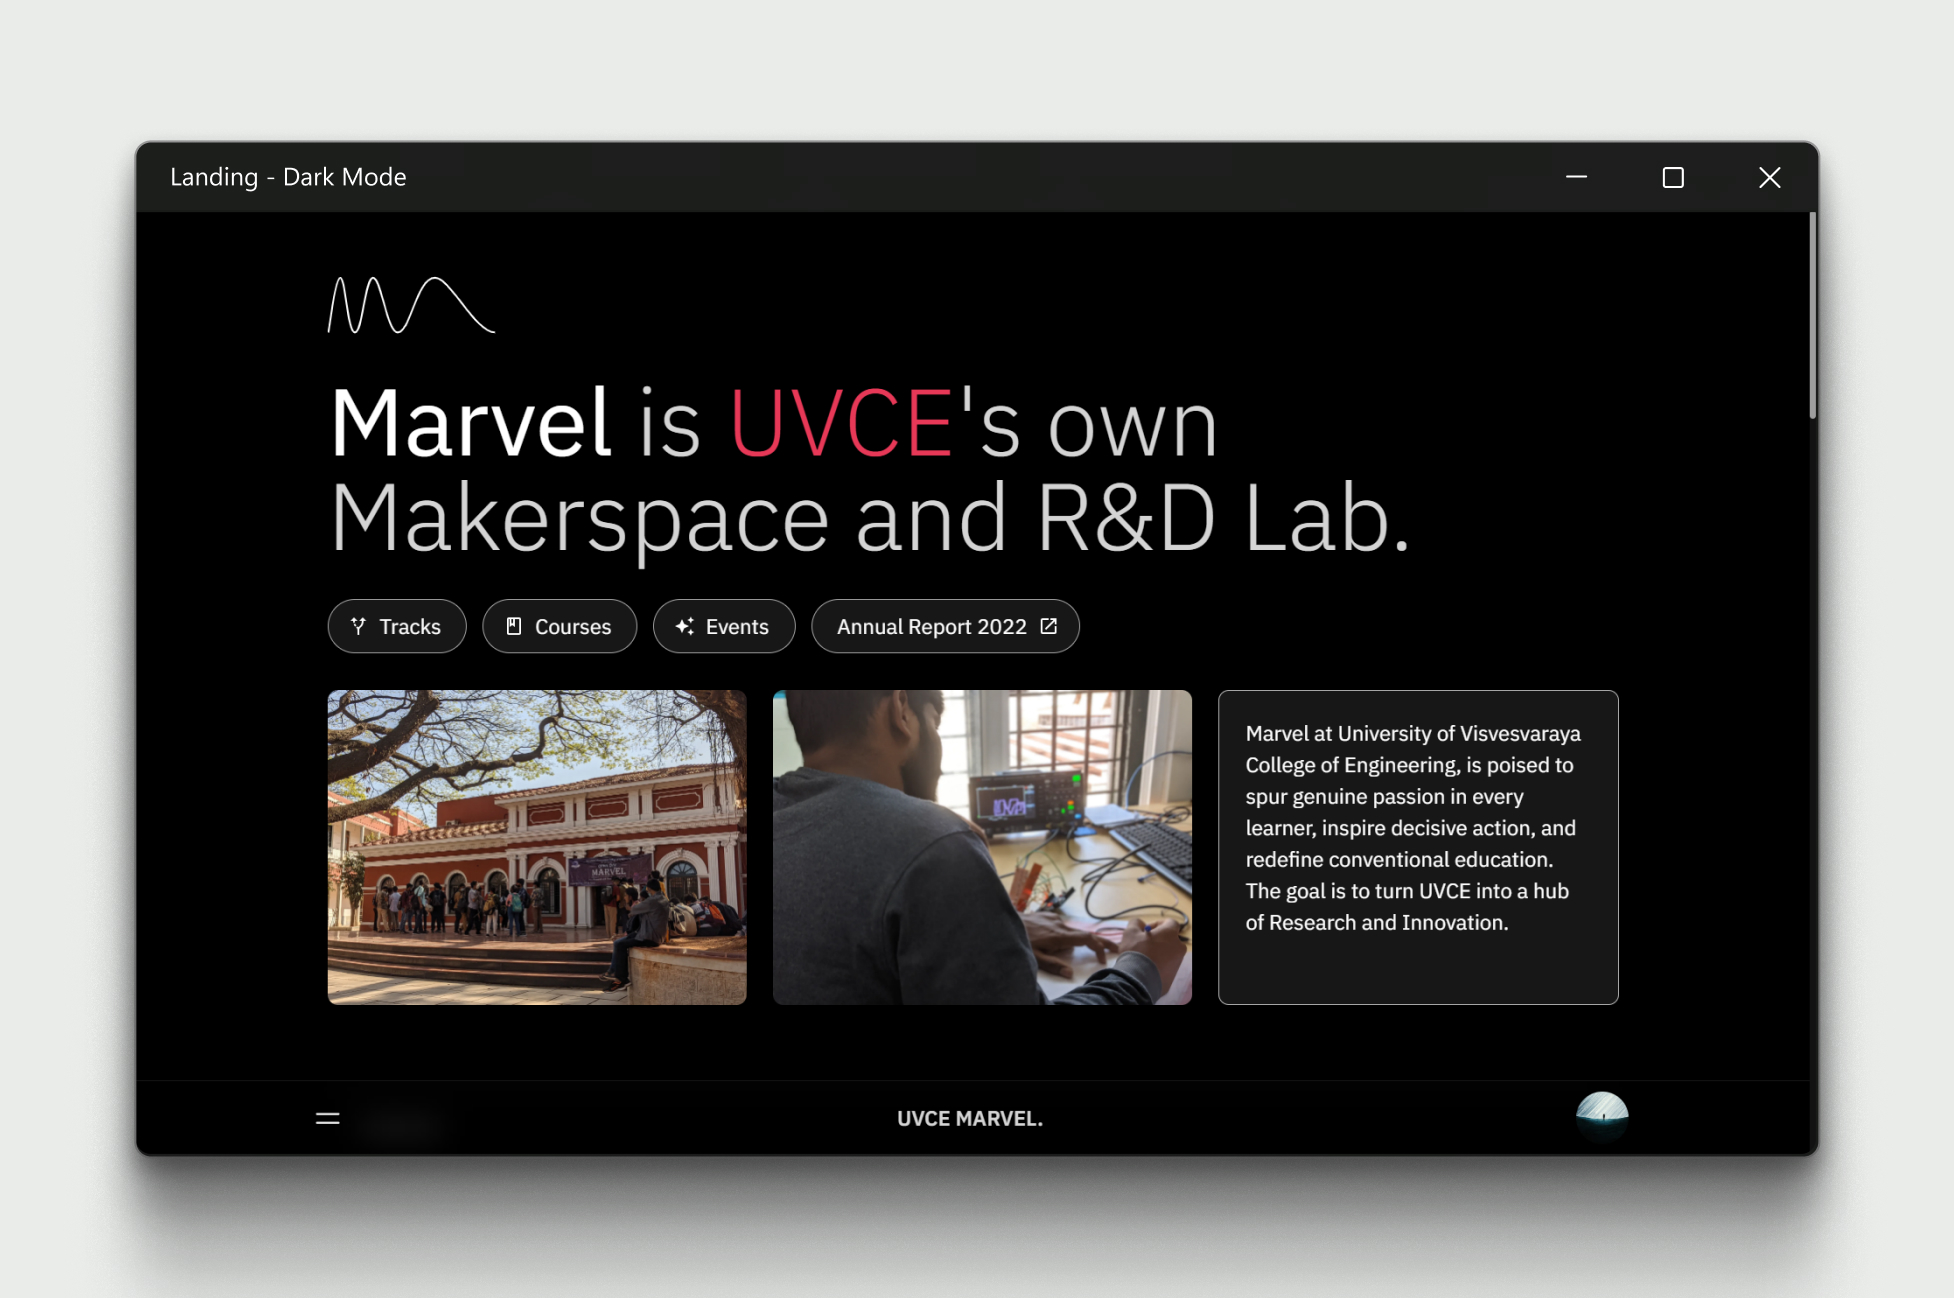 Landing - Dark Mode
Marvel is UVCE's own
Makerspace and R&D Lab.
Tracks
Courses
Events
Annual Report 2022
MARVEL
Marvel at University of Visvesvaraya
College of Engineering, is poised to
spur genuine passion in every
learner, inspire decisive action, and
redefine conventional education.
The goal is to turn UVCE into a hub
of Research and Innovation.
UVCE MARVEL.